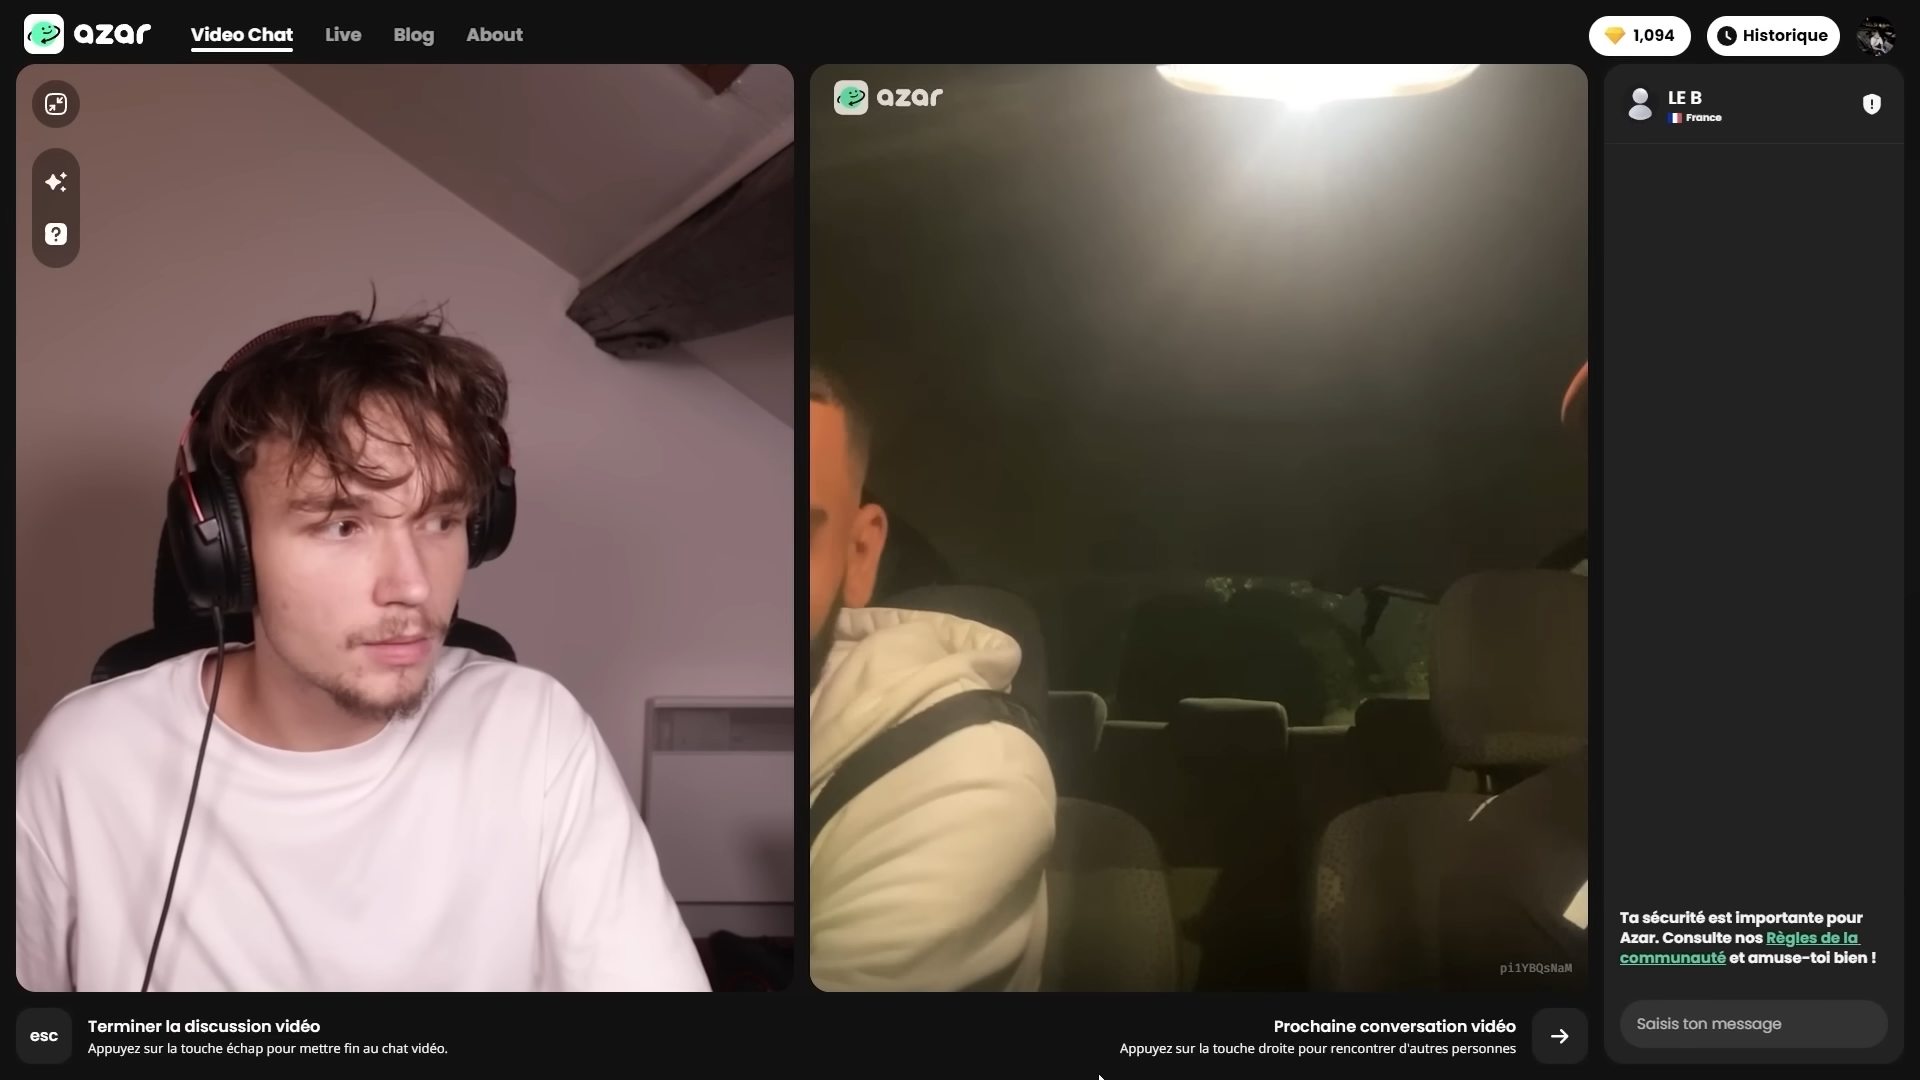 azar
Video Chat
Live
Blog
About
1,094
Historique
azar
LE B
France
Ta sécurité est importante pour
Azar. Consulte nos Règles de la
communauté et amuse-toi bien !
pi1YBQsNaM
Saisis ton message
esc
Terminer la discussion vidéo
Appuyez sur la touche échap pour mettre fin au chat vidéo.
Prochaine conversation vidéo
Appuyez sur la touche droite pour rencontrer d'autres personnes